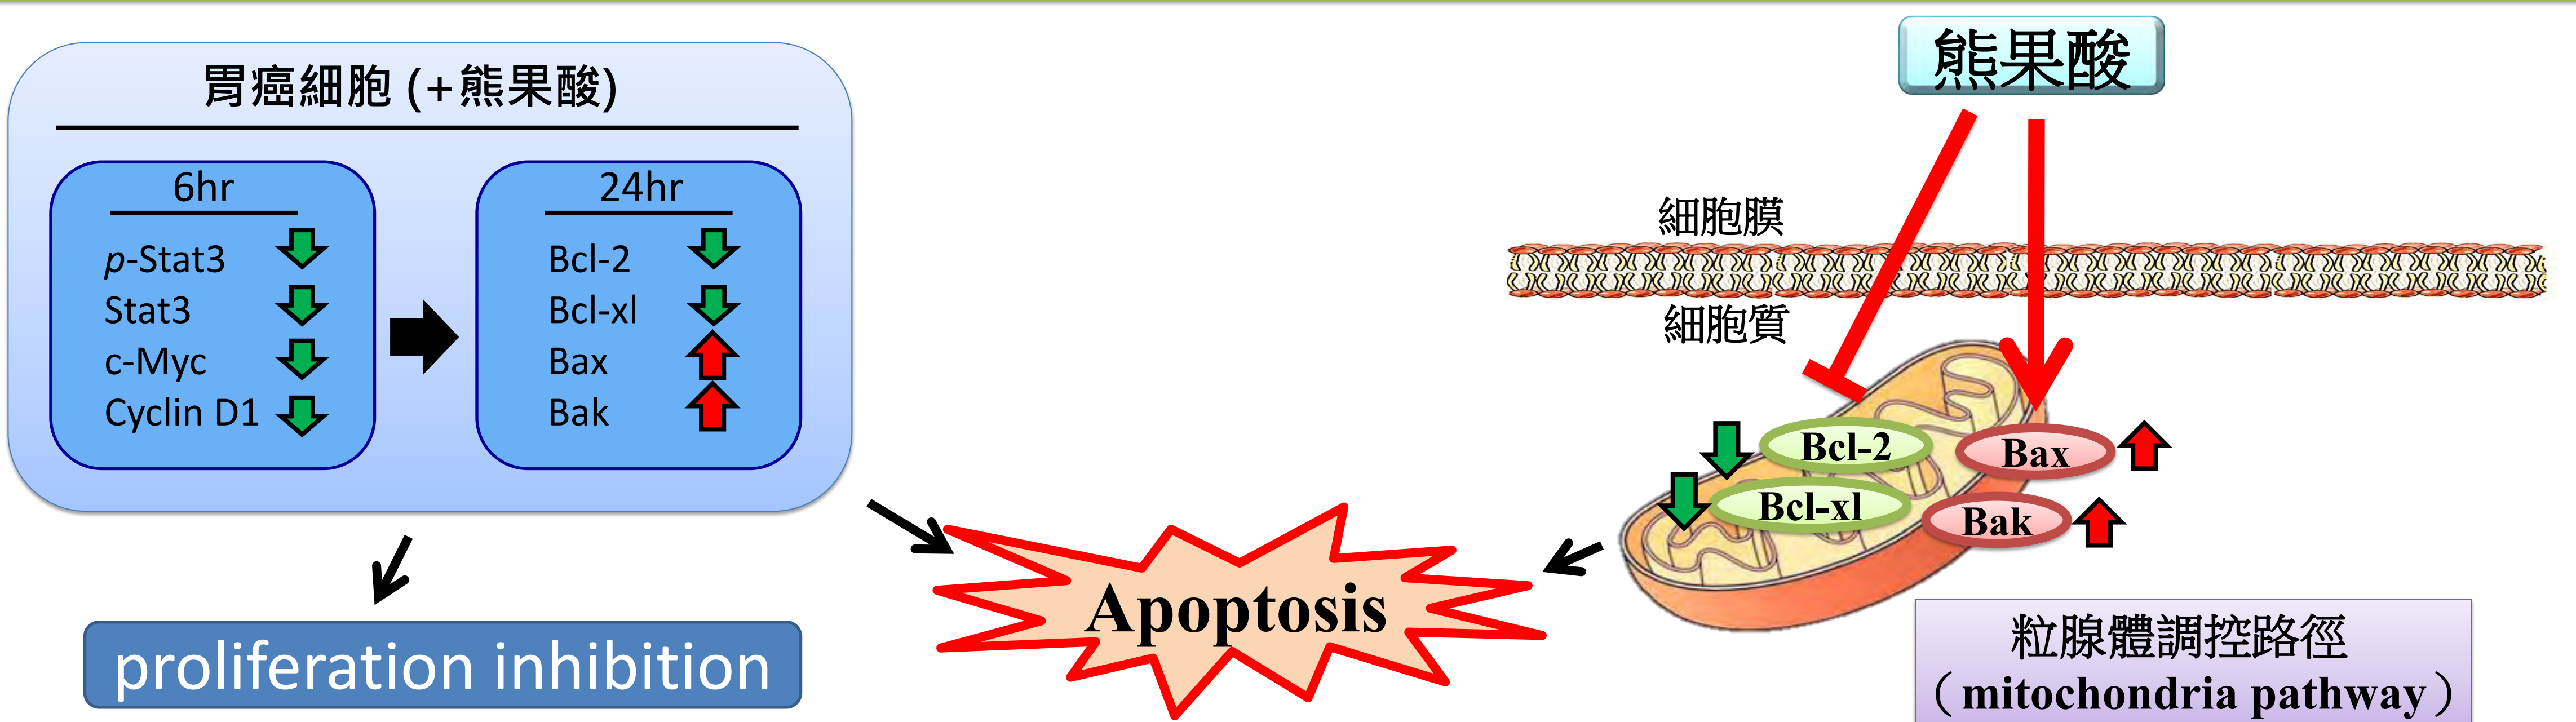 胃癌細胞 (+熊果酸)
6hr
p-Stat3
Stat3
c-Myc
Cyclin D1
24hr
Bcl-2
Bcl-xl
Bax
Bak
proliferation inhibition
Apoptosis
熊果酸
細胞膜
細胞質
Bcl-2
Bax
Bcl-xl
Bak
粒腺體調控路徑
（mitochondria pathway）